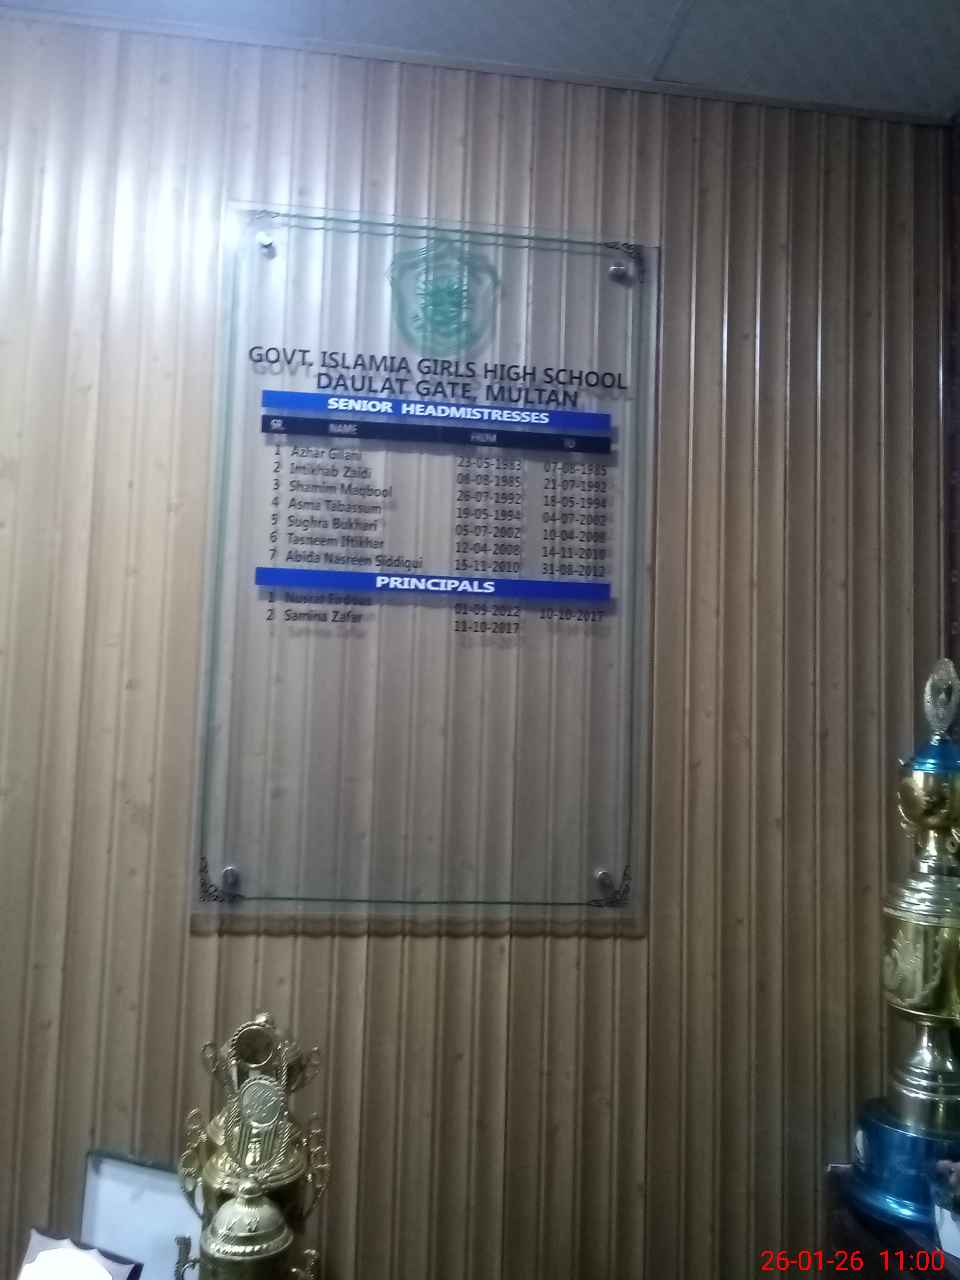 GOVT. ISLAMIA GIRLS HIGH SCHOOL
DAULAT GATE, MULTAN
SENIOR HEADMISTRESSES
SR. NAME FROM TO
1 Azhar Gilani 23-05-1983 07-08-1985
2 Imtikhab Zaidi 08-08-1985 21-07-1992
3 Shamim Maqbool 26-07-1992 18-05-1994
4 Asma Tabassum 19-05-1994 04-07-2002
5 Sughra Bukhari 05-07-2002 10-04-2008
6 Tasneem Iftikhar 12-04-2008 14-11-2010
7 Abida Nasreen Siddiqui 15-11-2010 31-08-2012
PRINCIPALS
1 Nusrat Firdous 01-09-2012 10-10-2017
2 Samina Zafar 11-10-2017
26-01-26 11:00